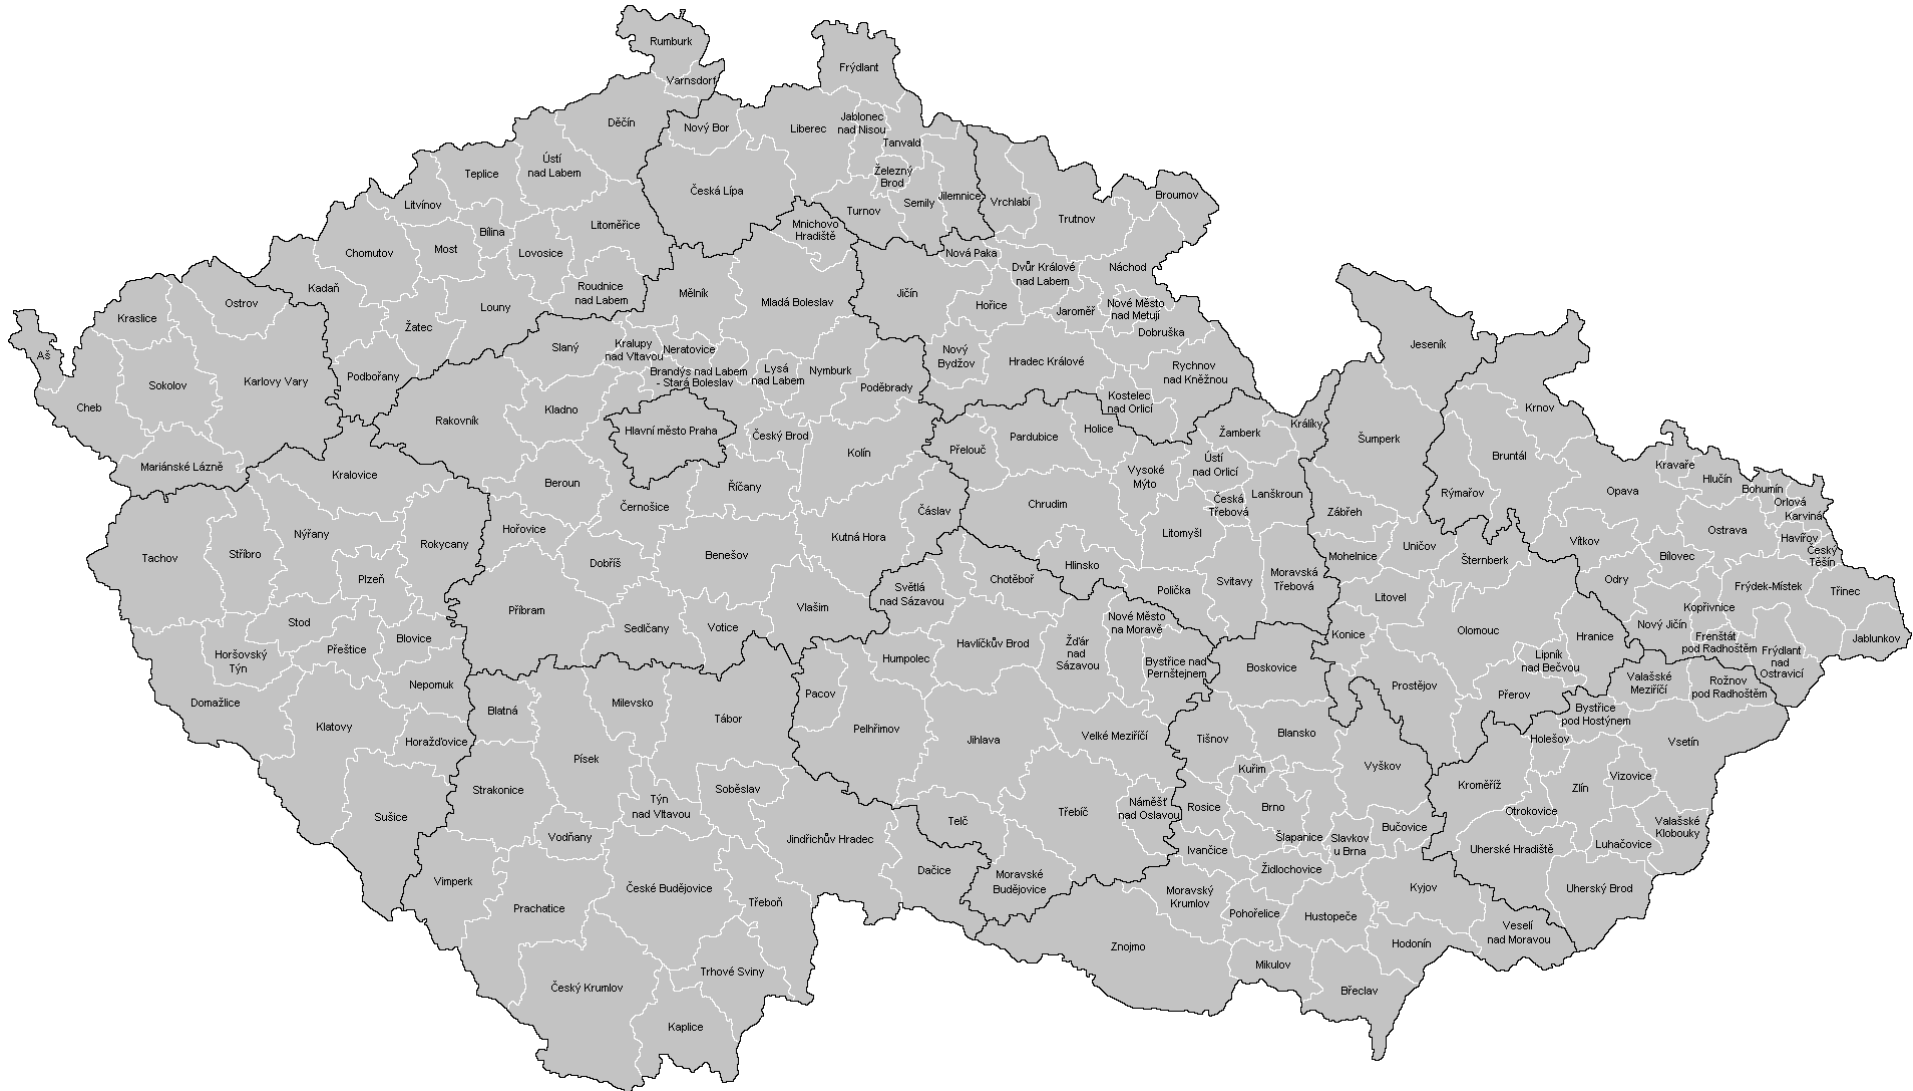 Rumburk
Varnsdorf
Frýdlant
Děčín
Nový Bor
Liberec
Jablonec
nad Nisou
Tanvald
Ústí
nad Labem
Teplice
Česká Lípa
Železný
Brod
Semily
Jilemnice
Turnov
Vrchlabí
Trutnov
Broumov
Litvínov
Bílina
Litoměřice
Mnichovo
Hradiště
Chomutov
Most
Lovosice
Nová Paka
Dvůr Králové
nad Labem
Náchod
Kadaň
Roudnice
nad Labem
Mělník
Mladá Boleslav
Jičín
Hořice
Jaroměř
Nové Město
nad Metují
Dobruška
Ostrov
Kraslice
Louny
Žatec
Aš
Slaný
Kralupy
nad Vltavou
Neratovice
Brandýs nad Labem
- Stará Boleslav
Lysá
nad Labem
Nymburk
Poděbrady
Nový
Bydžov
Hradec Králové
Rychnov
nad Kněžnou
Kostelec
nad Orlicí
Jeseník
Podbořany
Karlovy Vary
Sokolov
Cheb
Rakovník
Kladno
Hlavní město Praha
Český Brod
Kolín
Přelouč
Pardubice
Holice
Žamberk
Králíky
Šumperk
Krnov
Bruntál
Mariánské Lázně
Kralovice
Beroun
Černošice
Říčany
Čáslav
Chrudim
Vysoké
Mýto
Ústí
nad Orlicí
Česká
Třebová
Lanškroun
Zábřeh
Rýmařov
Opava
Kravaře
Hlučín
Bohumín
Orlová
Karviná
Havířov
Český
Těšín
Ostrava
Tachov
Stříbro
Nýřany
Rokycany
Hořovice
Dobříš
Benešov
Kutná Hora
Litomyšl
Hlinsko
Polička
Svitavy
Moravská
Třebová
Mohelnice
Uničov
Šternberk
Vítkov
Bílovec
Odry
Frýdek-Místek
Třinec
Jablunkov
Plzeň
Stod
Přeštice
Blovice
Horšovský
Týn
Příbram
Sedlčany
Votice
Vlašim
Světlá
nad Sázavou
Chotěboř
Havlíčkův Brod
Humpolec
Žďár
nad
Sázavou
Nové Město
na Moravě
Bystřice nad
Pernštejnem
Boskovice
Litovel
Konice
Olomouc
Lipník
nad Bečvou
Hranice
Nový Jičín
Kopřivnice
Frenštát
pod Radhoštěm
Frýdlant
nad
Ostravicí
Domažlice
Klatovy
Nepomuk
Horažďovice
Blatná
Milevsko
Tábor
Pacov
Pelhřimov
Jihlava
Velké Meziříčí
Tišnov
Blansko
Prostějov
Přerov
Valašské
Meziříčí
Rožnov
pod Radhoštěm
Bystřice
pod Hostýnem
Holešov
Vsetín
Sušice
Strakonice
Písek
Soběslav
Týn
nad Vltavou
Vodňany
Jindřichův Hradec
Telč
Třebíč
Náměšť
nad Oslavou
Kuřim
Rosice
Brno
Vyškov
Kroměříž
Zlín
Vizovice
Otrokovice
Valašské
Klobouky
Luhačovice
Ivančice
Šlapanice
Slavkov
u Brna
Bučovice
Uherské Hradiště
Uherský Brod
Vimperk
Prachatice
České Budějovice
Třeboň
Dačice
Moravské
Budějovice
Moravský
Krumlov
Židlochovice
Pohořelice
Hustopeče
Kyjov
Veselí
nad Moravou
Hodonín
Znojmo
Mikulov
Břeclav
Český Krumlov
Trhové Sviny
Kaplice